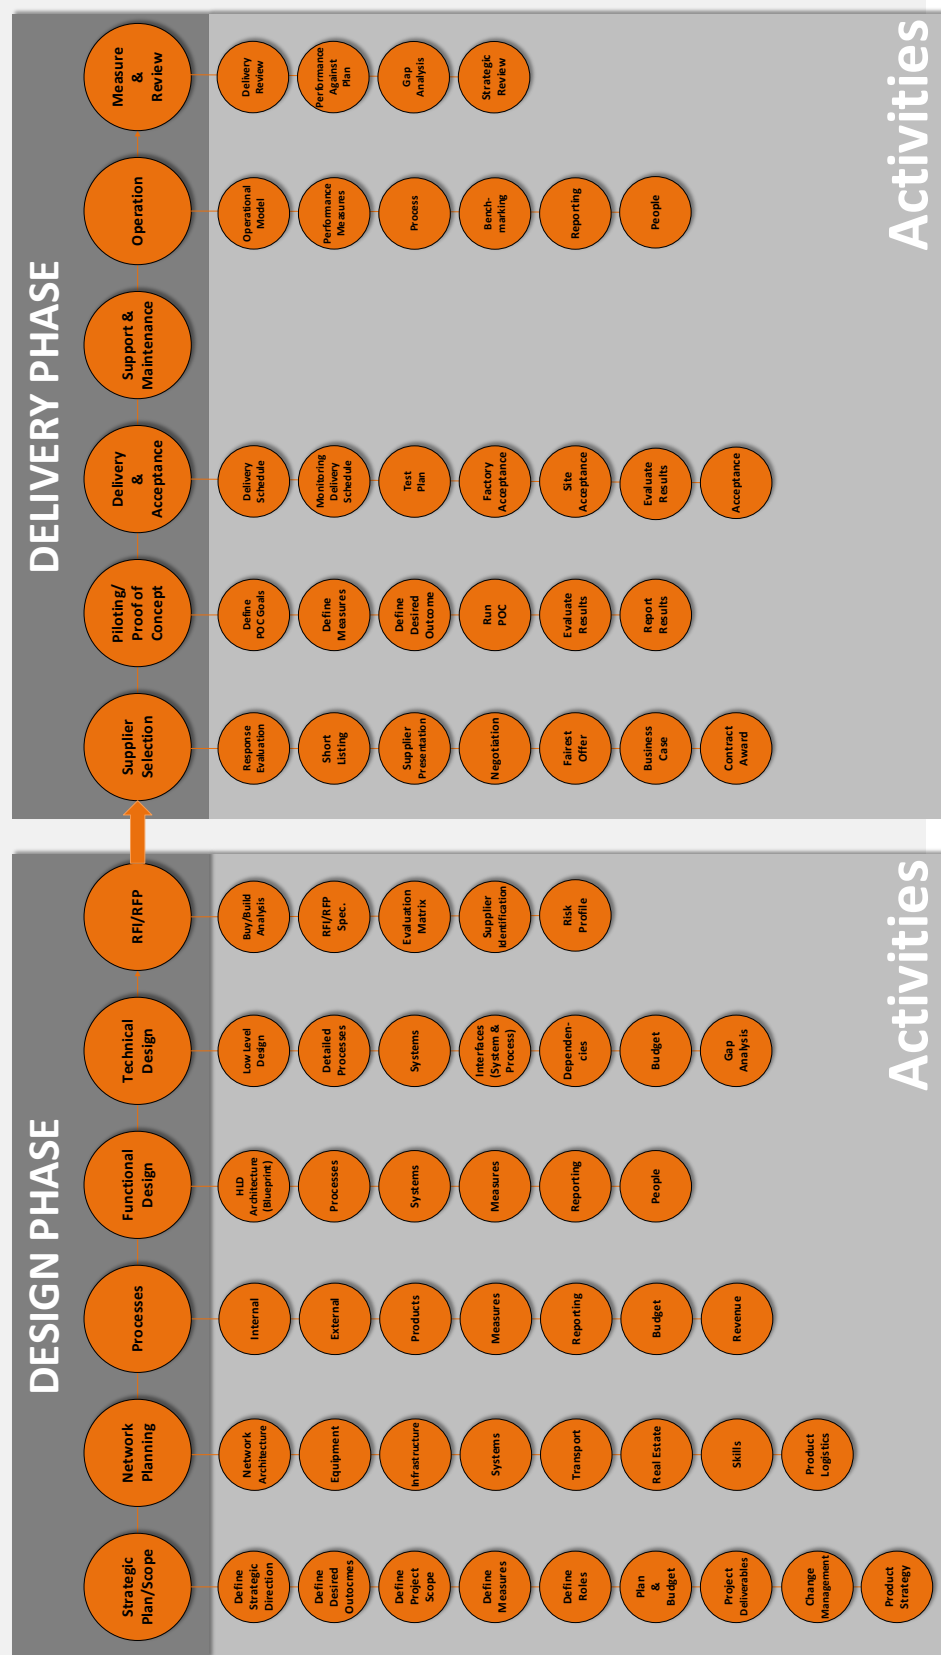 DESIGN PHASE
Strategic
Plan/Scope
Define
Strategic
Direction
Define
Desired
Outocmes
Define
Project
Scope
Define
Measures
Define
Roles
Plan
&
Budget
Project
Deliverables
Change
Management
Product
Strategy
Network
Planning
Network
Architecture
Equipment
Infrastructure
Systems
Transport
Real Estate
Skills
Product
Logistics
Processes
Internal
External
Products
Measures
Reporting
Budget
Revenue
Functional
Design
HLD
Architecture
(Blueprint)
Processes
Systems
Measures
Reporting
People
Technical
Design
Low Level
Design
Detailed
Processes
Systems
Interfaces
(System &
Process)
Dependen-
cies
Budget
Gap
Analysis
RFI/RFP
Buy/Build
Analysis
RFI/RFP
Spec.
Evaluation
Matrix
Supplier
Identification
Risk
Profile
Activities
DELIVERY PHASE
Supplier
Selection
Response
Evaluation
Short
Listing
Supplier
Presentation
Negotiation
Fairest
Offer
Business
Case
Contract
Award
Piloting/
Proof of
Concept
Define
POC Goals
Define
Measures
Define
Desired
Outcome
Run
POC
Evaluate
Results
Report
Results
Delivery
&
Acceptance
Delivery
Schedule
Monitoring
Delivery
Schedule
Test
Plan
Factory
Acceptance
Site
Acceptance
Evaluate
Results
Acceptance
Support &
Maintenance
Operation
Operational
Model
Performance
Measures
Process
Bench-
marking
Reporting
People
Measure
&
Review
Delivery
Review
Performance
Against
Plan
Gap
Analysis
Strategic
Review
Activities